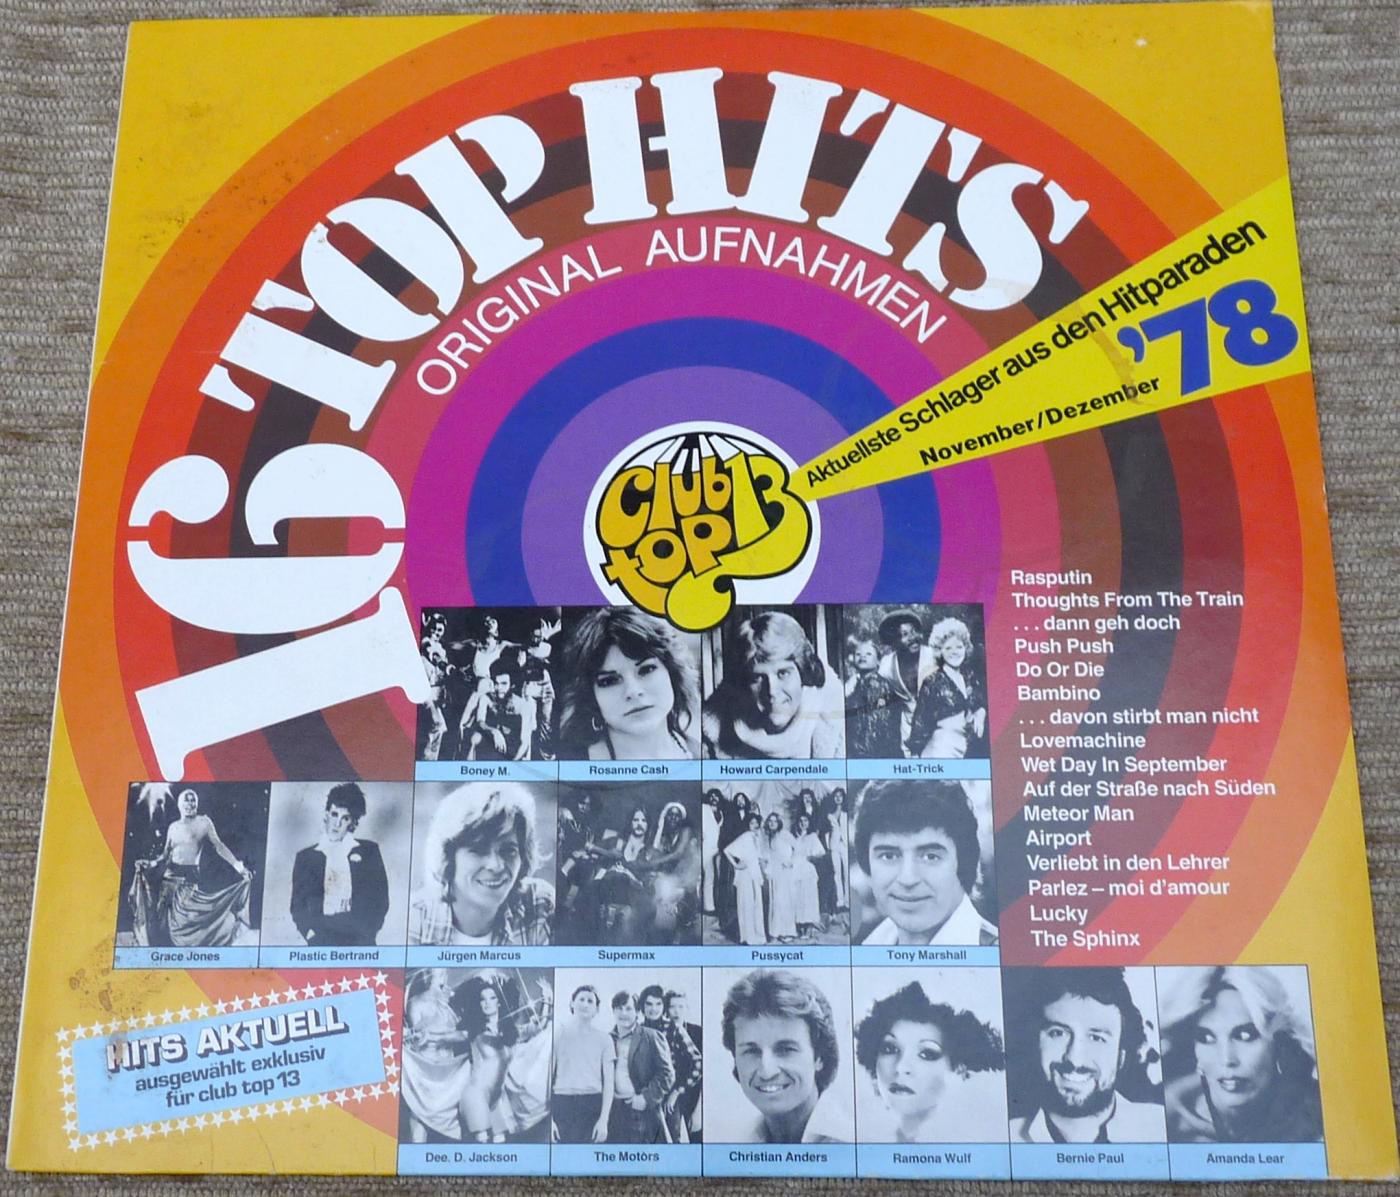 16 TOP HITS
ORIGINAL AUFNAHMEN
Aktuellste Schlager aus den Hitparaden
November/Dezember '78
Club
top 13
Rasputin
Thoughts From The Train
. . . dann geh doch
Push Push
Do Or Die
Bambino
. . . davon stirbt man nicht
Lovemachine
Wet Day In September
Auf der Straße nach Süden
Meteor Man
Airport
Verliebt in den Lehrer
Parlez – moi d'amour
Lucky
The Sphinx
Boney M. Rosanne Cash Howard Carpendale Hat-Trick
Grace Jones Plastic Bertrand Jürgen Marcus Supermax Pussycat Tony Marshall
Dee. D. Jackson The Motörs Christian Anders Ramona Wulf Bernie Paul Amanda Lear
HITS AKTUELL
ausgewählt exklusiv
für club top 13